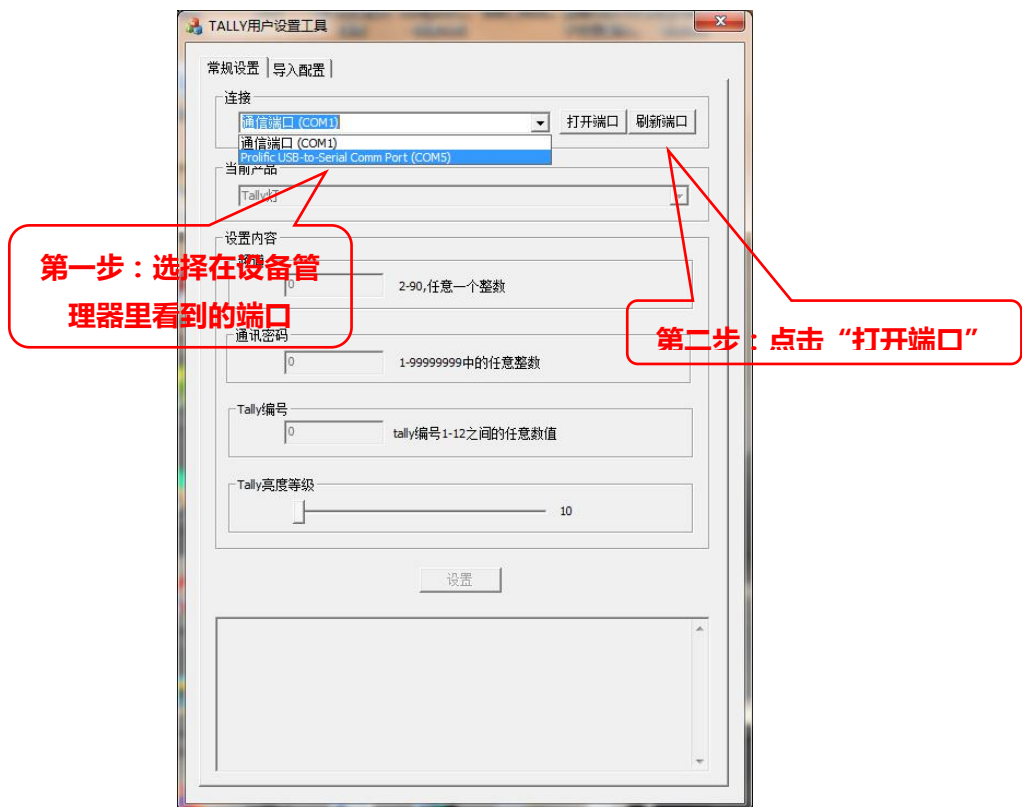 TALLY用户设置工具
常规设置
导入配置
连接
通信端口 (COM1)
打开端口
刷新端口
通信端口 (COM1)
Prolific USB-to-Serial Comm Port (COM5)
当前产品
Tally灯
设置内容
频道
0
2-90,任意一个整数
第一步：选择在设备管
理器里看到的端口
第二步：点击“打开端口”
通讯密码
0
1-99999999中的任意整数
Tally编号
0
tally编号1-12之间的任意数值
Tally亮度等级
10
设置